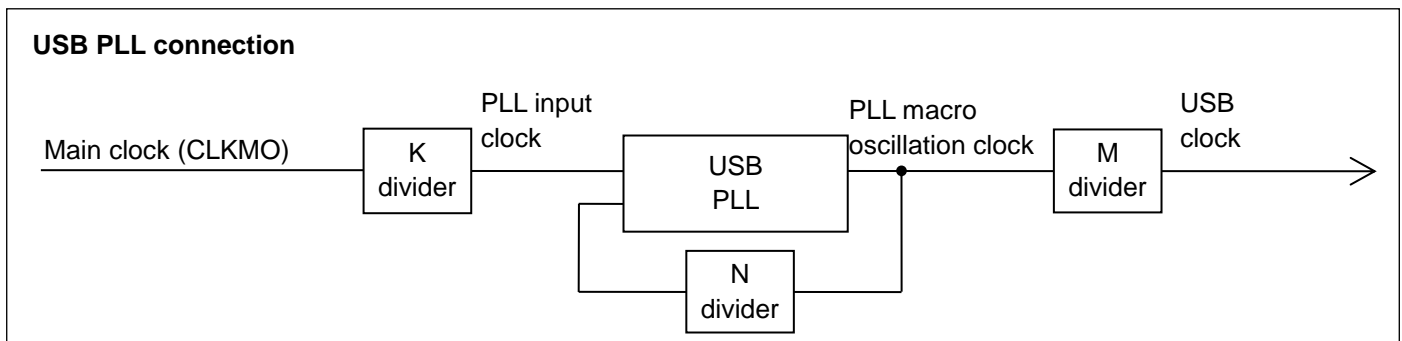 USB PLL connection
Main clock (CLKMO)
K
divider
PLL input
clock
USB
PLL
N
divider
PLL macro
oscillation clock
M
divider
USB
clock